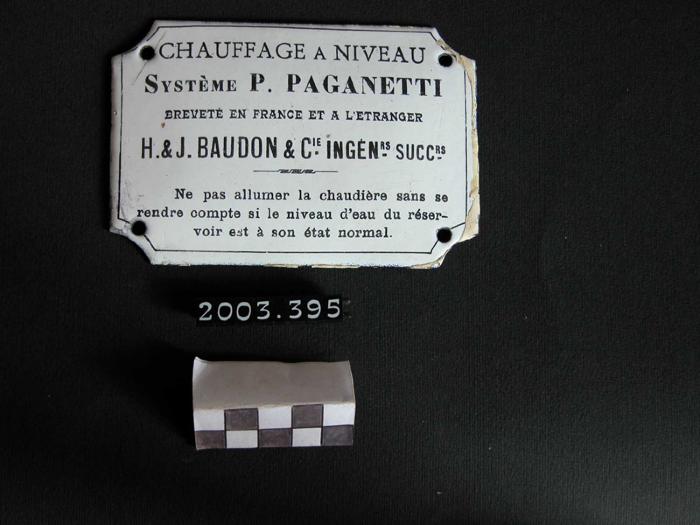 CHAUFFAGE A NIVEAU
SYSTÈME P. PAGANETTI
BREVETÉ EN FRANCE ET A L'ETRANGER
H. & J. BAUDON & CIE INGÉNRS SUCCRS
Ne pas allumer la chaudière sans se
rendre compte si le niveau d'eau du réser-
voir est à son état normal.
2003.395